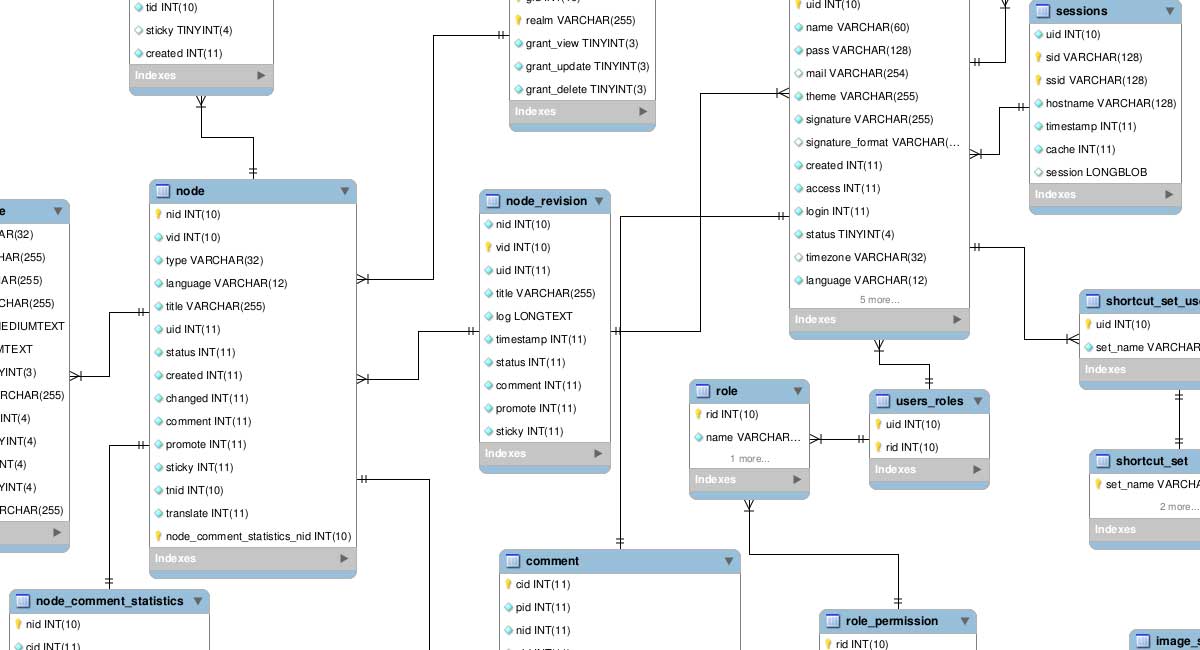 tid INT(10)
sticky TINYINT(4)
created INT(11)
Indexes
realm VARCHAR(255)
grant_view TINYINT(3)
grant_update TINYINT(3)
grant_delete TINYINT(3)
Indexes
uid INT(10)
name VARCHAR(60)
pass VARCHAR(128)
mail VARCHAR(254)
theme VARCHAR(255)
signature VARCHAR(255)
signature_format VARCHAR(...
created INT(11)
access INT(11)
login INT(11)
status TINYINT(4)
timezone VARCHAR(32)
language VARCHAR(12)
5 more...
Indexes
sessions
uid INT(10)
sid VARCHAR(128)
ssid VARCHAR(128)
hostname VARCHAR(128)
timestamp INT(11)
cache INT(11)
session LONGBLOB
Indexes
e
AR(32)
HAR(255)
AR(255)
CHAR(255)
MEDIUMTEXT
MTEXT
YINT(3)
RCHAR(255)
INT(4)
YINT(4)
NT(4)
YINT(4)
RCHAR(255)
node
nid INT(10)
vid INT(10)
type VARCHAR(32)
language VARCHAR(12)
title VARCHAR(255)
uid INT(11)
status INT(11)
created INT(11)
changed INT(11)
comment INT(11)
promote INT(11)
sticky INT(11)
tnid INT(10)
translate INT(11)
node_comment_statistics_nid INT(10)
Indexes
node_revision
nid INT(10)
vid INT(10)
uid INT(11)
title VARCHAR(255)
log LONGTEXT
timestamp INT(11)
status INT(11)
comment INT(11)
promote INT(11)
sticky INT(11)
Indexes
shortcut_set_use
uid INT(10)
set_name VARCHAR
Indexes
role
rid INT(10)
name VARCHAR...
1 more...
Indexes
users_roles
uid INT(10)
rid INT(10)
Indexes
shortcut_set
set_name VARCHA
2 more...
Indexes
comment
cid INT(11)
pid INT(11)
nid INT(11)
node_comment_statistics
nid INT(10)
cid INT(11)
role_permission
rid INT(10)
image_s